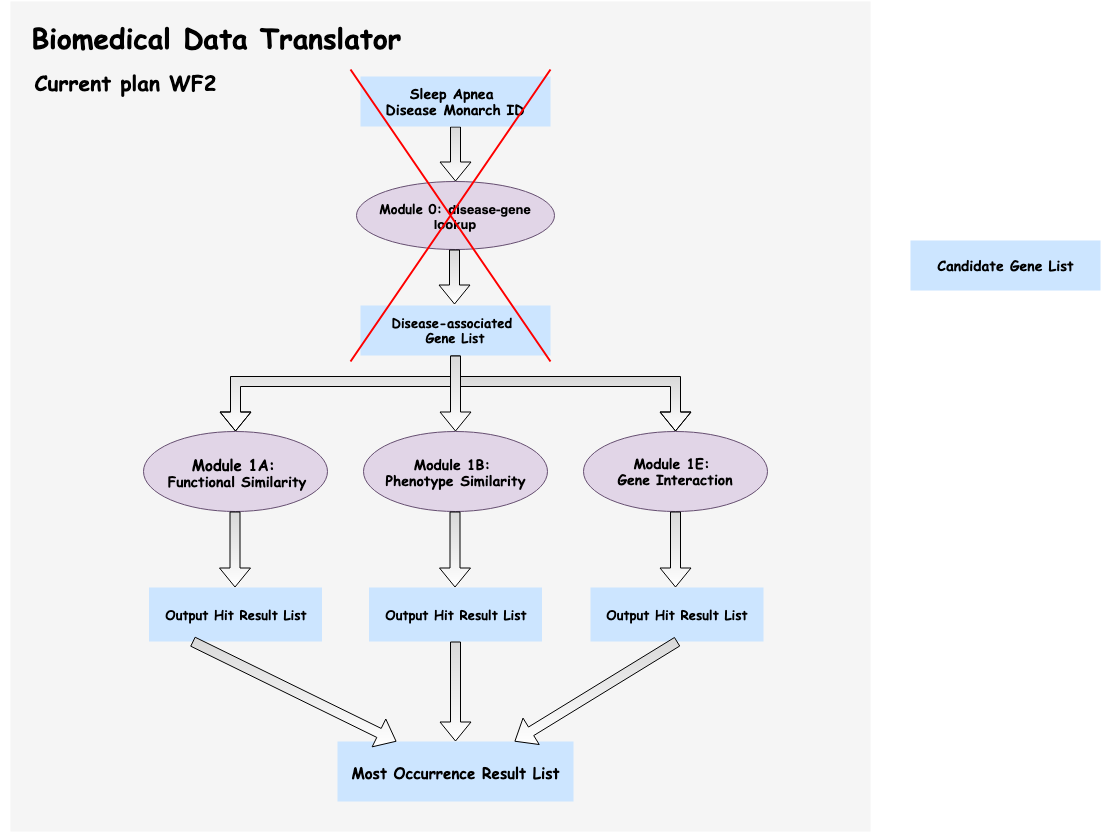 Biomedical Data Translator
Current plan WF2
Sleep Apnea
Disease Monarch ID
Module 0: disease-gene
lookup
Disease-associated
Gene List
Candidate Gene List
Module 1A:
Functional Similarity
Module 1B:
Phenotype Similarity
Module 1E:
Gene Interaction
Output Hit Result List
Output Hit Result List
Output Hit Result List
Most Occurrence Result List